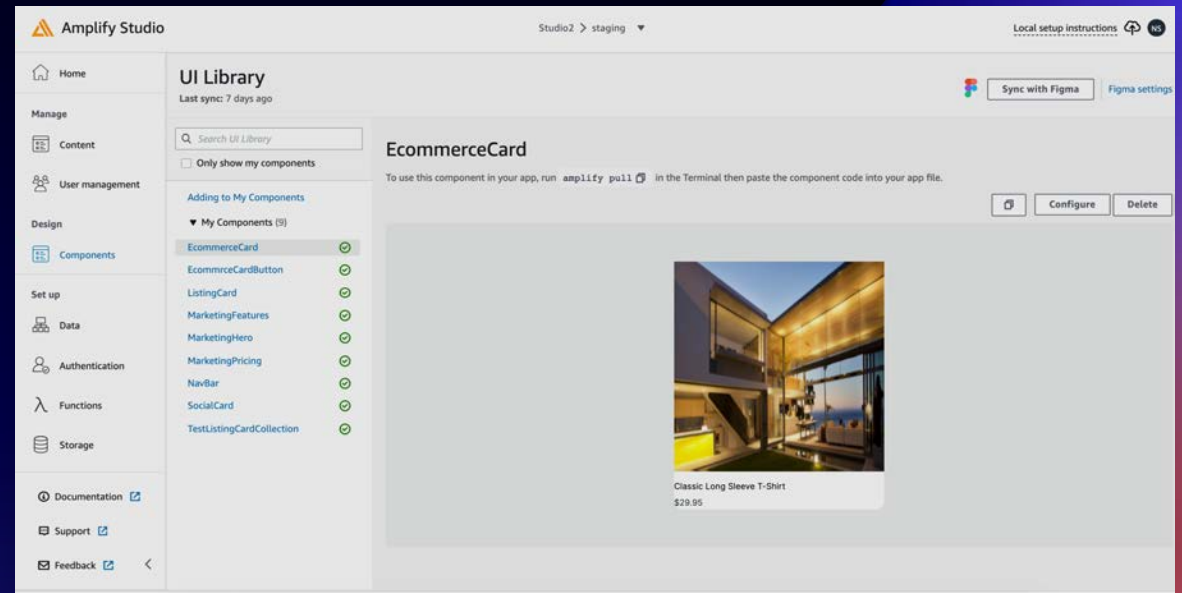 Amplify Studio
Studio2 > staging ▼
Local setup instructions
NS
Home
Manage
Content
User management
Design
Components
Set up
Data
Authentication
Functions
Storage
Documentation
Support
Feedback
UI Library
Last sync: 7 days ago
Sync with Figma
Figma settings
Search UI Library
Only show my components
Adding to My Components
▼ My Components (9)
EcommerceCard
EcommrceCardButton
ListingCard
MarketingFeatures
MarketingHero
MarketingPricing
NavBar
SocialCard
TestListingCardCollection
EcommerceCard
To use this component in your app, run amplify pull in the Terminal then paste the component code into your app file.
Configure
Delete
Classic Long Sleeve T-Shirt
$29.95